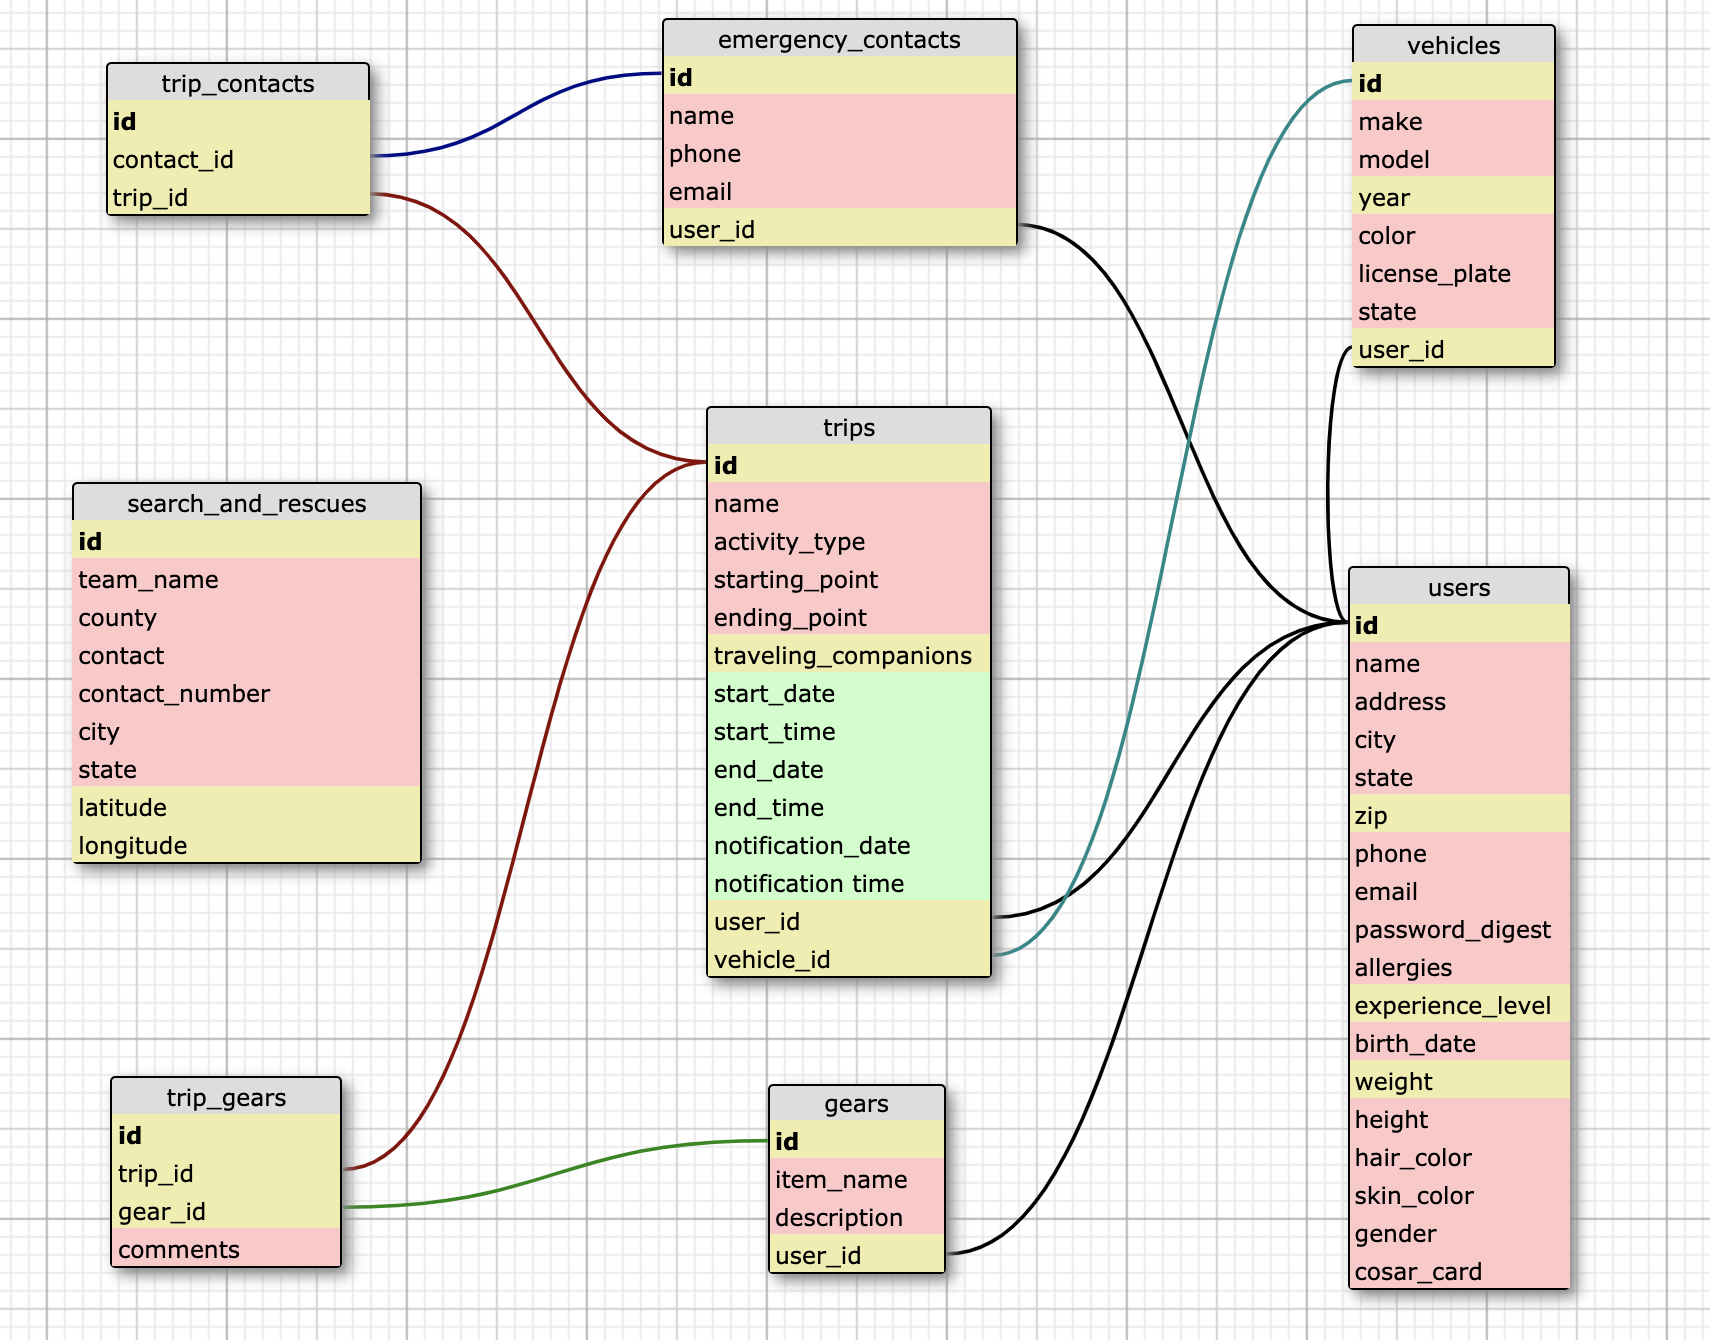 trip_contacts
id
contact_id
trip_id
emergency_contacts
id
name
phone
email
user_id
vehicles
id
make
model
year
color
license_plate
state
user_id
search_and_rescues
id
team_name
county
contact
contact_number
city
state
latitude
longitude
trips
id
name
activity_type
starting_point
ending_point
traveling_companions
start_date
start_time
end_date
end_time
notification_date
notification time
user_id
vehicle_id
users
id
name
address
city
state
zip
phone
email
password_digest
allergies
experience_level
birth_date
weight
height
hair_color
skin_color
gender
cosar_card
trip_gears
id
trip_id
gear_id
comments
gears
id
item_name
description
user_id